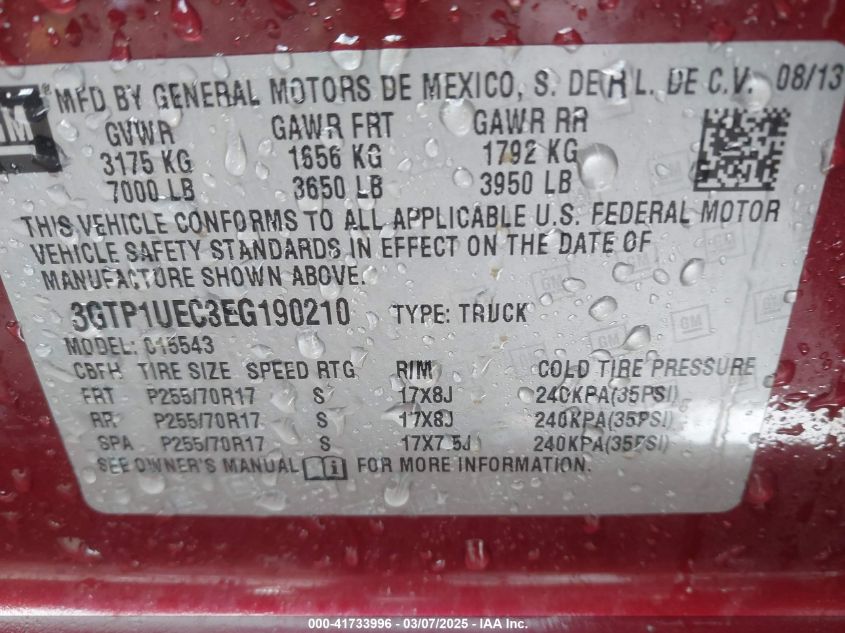 GM
® MFD BY GENERAL MOTORS DE MEXICO, S. DE R L. DE C.V. 08/13
GVWR GAWR FRT GAWR RR
3175 KG 1656 KG 1792 KG
7000 LB 3650 LB 3950 LB
THIS VEHICLE CONFORMS TO ALL APPLICABLE U.S. FEDERAL MOTOR
VEHICLE SAFETY STANDARDS IN EFFECT ON THE DATE OF
MANUFACTURE SHOWN ABOVE.
3GTP1UEC3EG190210 TYPE: TRUCK
MODEL: C15543
CBFH TIRE SIZE SPEED RTG RIM COLD TIRE PRESSURE
FRT P255/70R17 S 17X8J 240KPA(35PSI)
RR P255/70R17 S 17X8J 240KPA(35PSI)
SPA P255/70R17 S 17X7.5J 240KPA(35PSI)
SEE OWNER'S MANUAL FOR MORE INFORMATION.
000-41733996 - 03/07/2025 - IAA Inc.